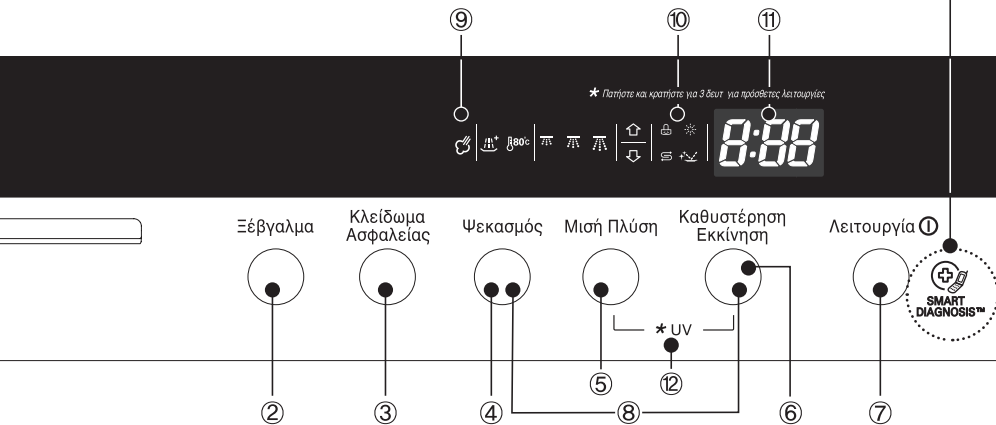 ⑨ ⑩ ⑪
* Πατήστε και κρατήστε για 3 δευτ για πρόσθετες λειτουργίες
80°c 8:88
Ξέβγαλμα
Κλείδωμα
Ασφαλείας
Ψεκασμός
Μισή Πλύση
Καθυστέρηση
Εκκίνηση
Λειτουργία
SMART
DIAGNOSIS™
* UV
② ③ ④ ⑤ ⑧ ⑫ ⑥ ⑦